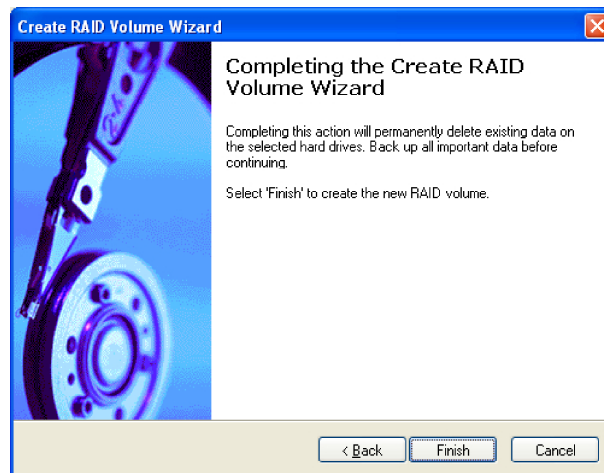 Create RAID Volume Wizard
Completing the Create RAID
Volume Wizard
Completing this action will permanently delete existing data on
the selected hard drives. Back up all important data before
continuing.
Select 'Finish' to create the new RAID volume.
< Back
Finish
Cancel